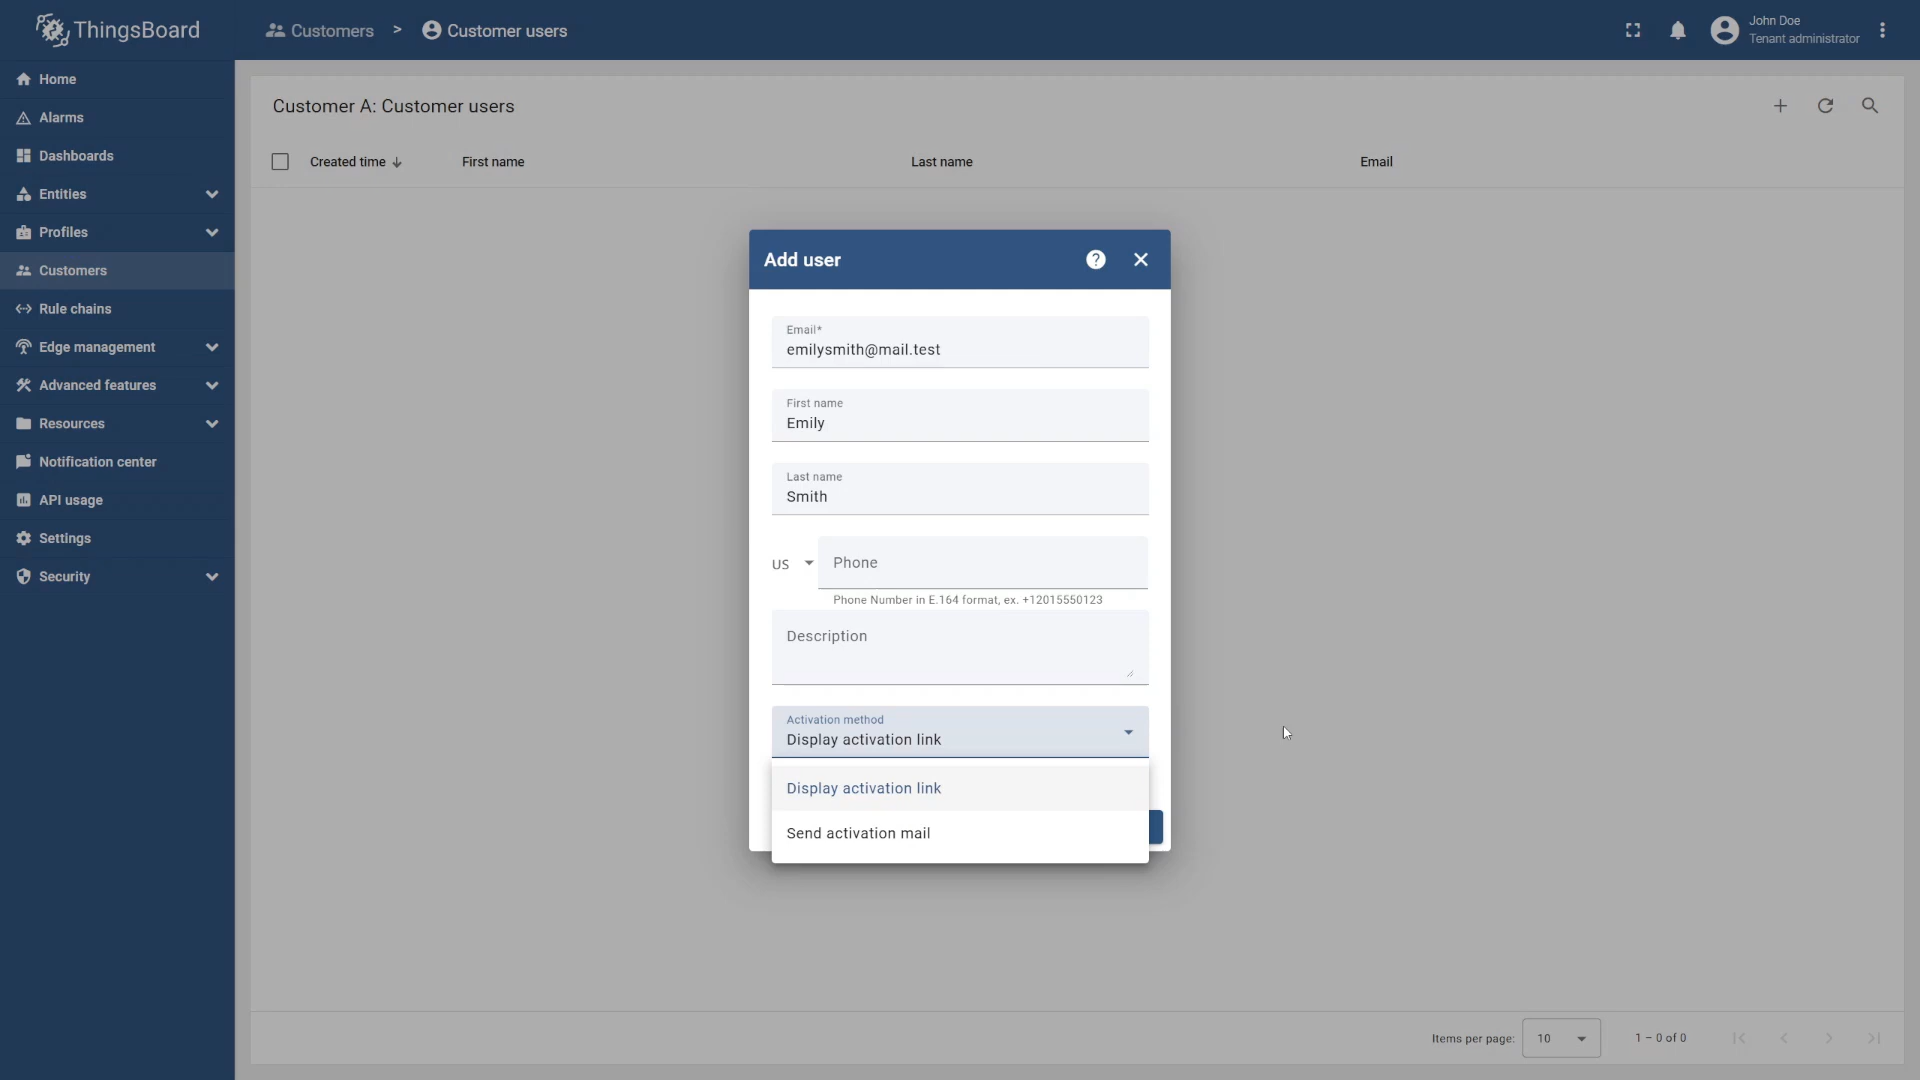 ThingsBoard
Customers > Customer users
John Doe
Tenant administrator
Home
Alarms
Dashboards
Entities
Profiles
Customers
Rule chains
Edge management
Advanced features
Resources
Notification center
API usage
Settings
Security
Customer A: Customer users
Created time First name Last name Email
Add user
Email*
emilysmith@mail.test
First name
Emily
Last name
Smith
US Phone
Phone Number in E.164 format, ex. +12015550123
Description
Activation method
Display activation link
Display activation link
Send activation mail
Items per page: 10 1 – 0 of 0